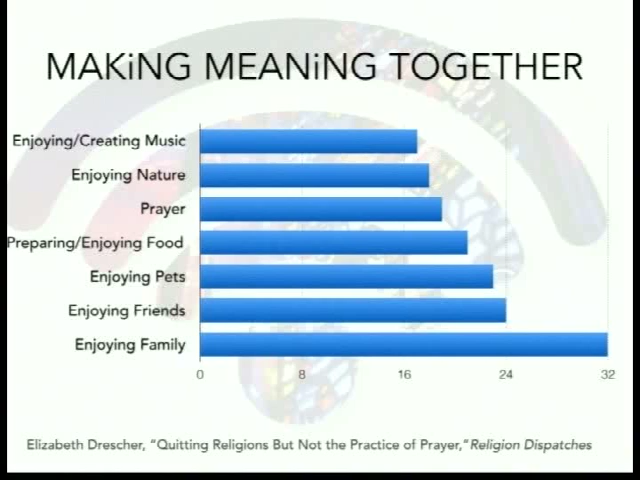 MAKiNG MEANiNG TOGETHER
Enjoying/Creating Music
Enjoying Nature
Prayer
Preparing/Enjoying Food
Enjoying Pets
Enjoying Friends
Enjoying Family
0 8 16 24 32
Elizabeth Drescher, "Quitting Religions But Not the Practice of Prayer," Religion Dispatches